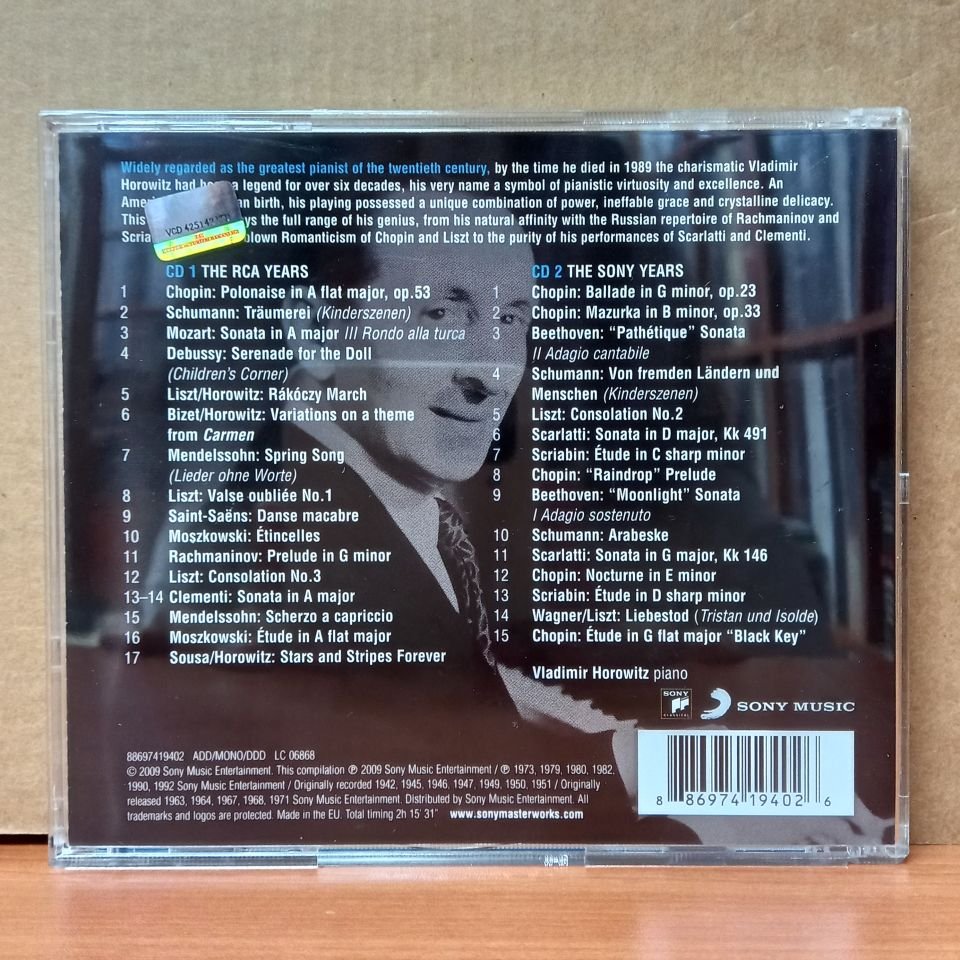 Widely regarded as the greatest pianist of the twentieth century, by the time he died in 1989 the charismatic Vladimir
Horowitz had a legend for over six decades, his very name a symbol of pianistic virtuosity and excellence. An
birth, his playing possessed a unique combination of power, ineffable grace and crystalline delicacy.
This the full range of his genius, from his natural affinity with the Russian repertoire of Rachmaninov and
Romanticism of Chopin and Liszt to the purity of his performances of Scarlatti and Clementi.
CD 1 THE RCA YEARS
1 Chopin: Polonaise in A flat major, op.53
2 Schumann: Träumerei (Kinderszenen)
3 Mozart: Sonata in A major III Rondo alla turca
4 Debussy: Serenade for the Doll
(Children's Corner)
5 Liszt/Horowitz: Rákóczy March
6 Bizet/Horowitz: Variations on a theme
from Carmen
7 Mendelssohn: Spring Song
(Lieder ohne Worte)
8 Liszt: Valse oubliée No.1
9 Saint-Saëns: Danse macabre
10 Moszkowski: Étincelles
11 Rachmaninov: Prelude in G minor
12 Liszt: Consolation No.3
13–14 Clementi: Sonata in A major
15 Mendelssohn: Scherzo a capriccio
16 Moszkowski: Étude in A flat major
17 Sousa/Horowitz: Stars and Stripes Forever
CD 2 THE SONY YEARS
1 Chopin: Ballade in G minor, op.23
2 Chopin: Mazurka in B minor, op.33
3 Beethoven: "Pathétique" Sonata
II Adagio cantabile
4 Schumann: Von fremden Ländern und
Menschen (Kinderszenen)
5 Liszt: Consolation No.2
6 Scarlatti: Sonata in D major, Kk 491
7 Scriabin: Étude in C sharp minor
8 Chopin: "Raindrop" Prelude
9 Beethoven: "Moonlight" Sonata
I Adagio sostenuto
10 Schumann: Arabeske
11 Scarlatti: Sonata in G major, Kk 146
12 Chopin: Nocturne in E minor
13 Scriabin: Étude in D sharp minor
14 Wagner/Liszt: Liebestod (Tristan und Isolde)
15 Chopin: Étude in G flat major "Black Key"
Vladimir Horowitz piano
SONY
CLASSICAL
SONY MUSIC
88697419402 ADD/MONO/DDD LC 06868
© 2009 Sony Music Entertainment. This compilation ℗ 2009 Sony Music Entertainment / ℗ 1973, 1979, 1980, 1982,
1990, 1992 Sony Music Entertainment / Originally recorded 1942, 1945, 1946, 1947, 1949, 1950, 1951 / Originally
released 1963, 1964, 1967, 1968, 1971 Sony Music Entertainment. Distributed by Sony Music Entertainment. All
trademarks and logos are protected. Made in the EU. Total timing 2h 15' 31" www.sonymasterworks.com
8 86974 19402 6
VCD